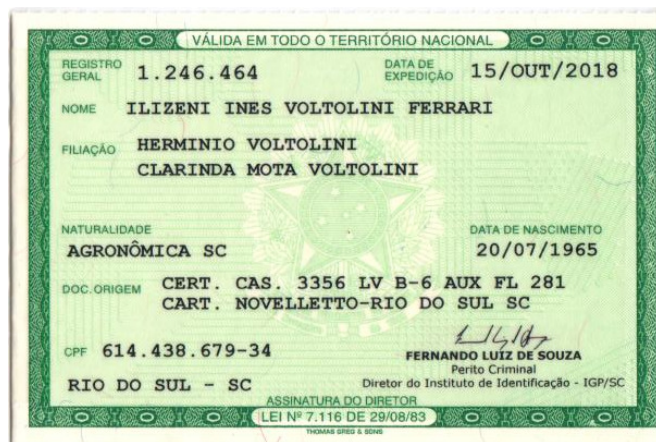 VÁLIDA EM TODO O TERRITÓRIO NACIONAL
REGISTRO GERAL 1.246.464 DATA DE EXPEDIÇÃO 15/OUT/2018
NOME ILIZENI INES VOLTOLINI FERRARI
FILIAÇÃO HERMINIO VOLTOLINI
CLARINDA MOTA VOLTOLINI
NATURALIDADE DATA DE NASCIMENTO
AGRONÔMICA SC 20/07/1965
DOC. ORIGEM CERT. CAS. 3356 LV B-6 AUX FL 281
CART. NOVELLETTO-RIO DO SUL SC
CPF 614.438.679-34
FERNANDO LUIZ DE SOUZA
Perito Criminal
RIO DO SUL - SC Diretor do Instituto de Identificação - IGP/SC
ASSINATURA DO DIRETOR
LEI Nº 7.116 DE 29/08/83
THOMAS GREG & SONS